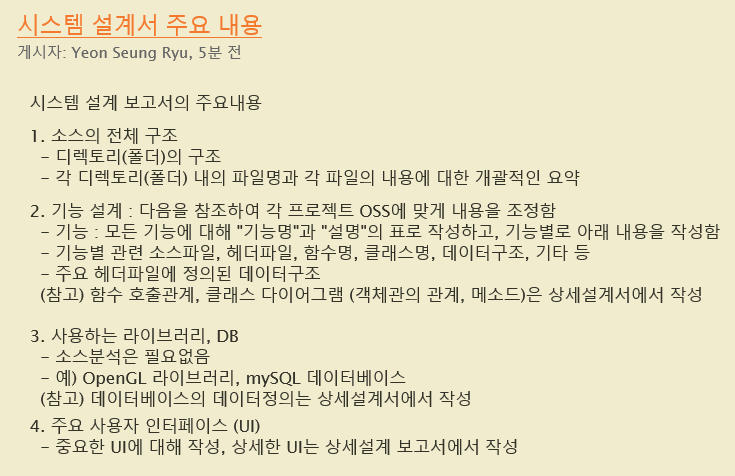 시스템 설계서 주요 내용
게시자: Yeon Seung Ryu, 5분 전
시스템 설계 보고서의 주요내용
1. 소스의 전체 구조
- 디렉토리(폴더)의 구조
- 각 디렉토리(폴더) 내의 파일명과 각 파일의 내용에 대한 개괄적인 요약
2. 기능 설계 : 다음을 참조하여 각 프로젝트 OSS에 맞게 내용을 조정함
- 기능 : 모든 기능에 대해 "기능명"과 "설명"의 표로 작성하고, 기능별로 아래 내용을 작성함
- 기능별 관련 소스파일, 헤더파일, 함수명, 클래스명, 데이터구조, 기타 등
- 주요 헤더파일에 정의된 데이터구조
(참고) 함수 호출관계, 클래스 다이어그램 (객체관의 관계, 메소드)은 상세설계서에서 작성
3. 사용하는 라이브러리, DB
- 소스분석은 필요없음
- 예) OpenGL 라이브러리, mySQL 데이터베이스
(참고) 데이터베이스의 데이터정의는 상세설계서에서 작성
4. 주요 사용자 인터페이스 (UI)
- 중요한 UI에 대해 작성, 상세한 UI는 상세설계 보고서에서 작성